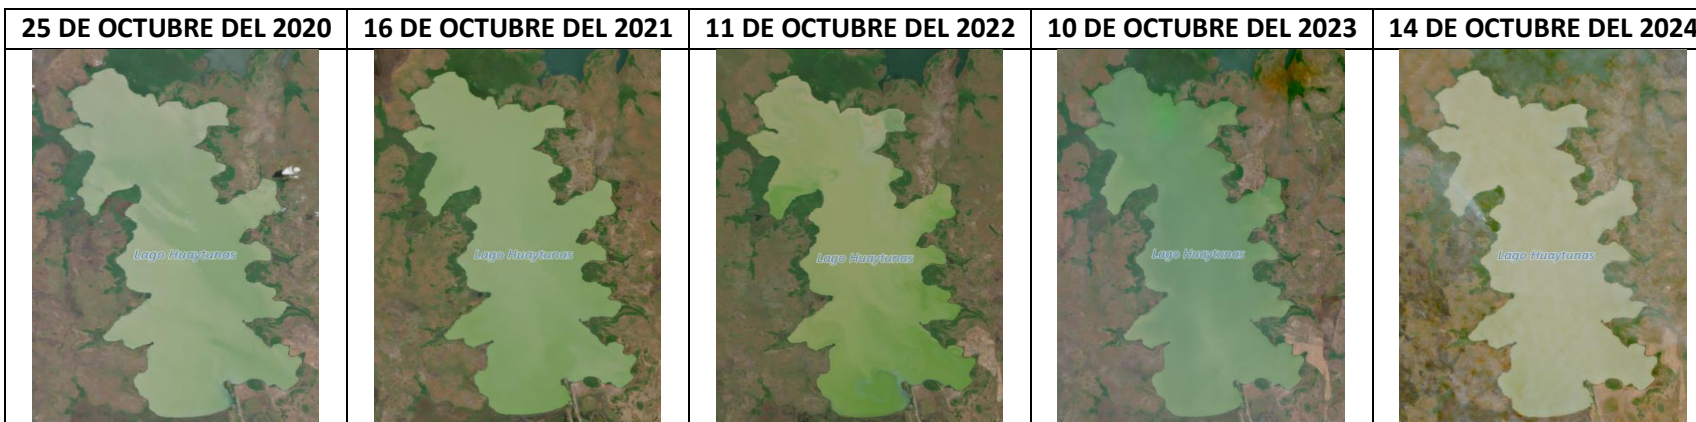 25 DE OCTUBRE DEL 2020
16 DE OCTUBRE DEL 2021
11 DE OCTUBRE DEL 2022
10 DE OCTUBRE DEL 2023
14 DE OCTUBRE DEL 2024
Lago Huaytunas
Lago Huaytunas
Lago Huaytunas
Lago Huaytunas
Lago Huaytunas